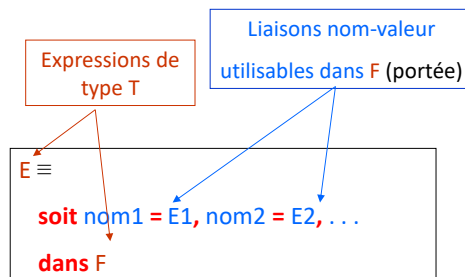 Liaisons nom-valeur
utilisables dans F (portée)
Expressions de
type T
E ≡
soit nom1 = E1, nom2 = E2, . . .
dans F